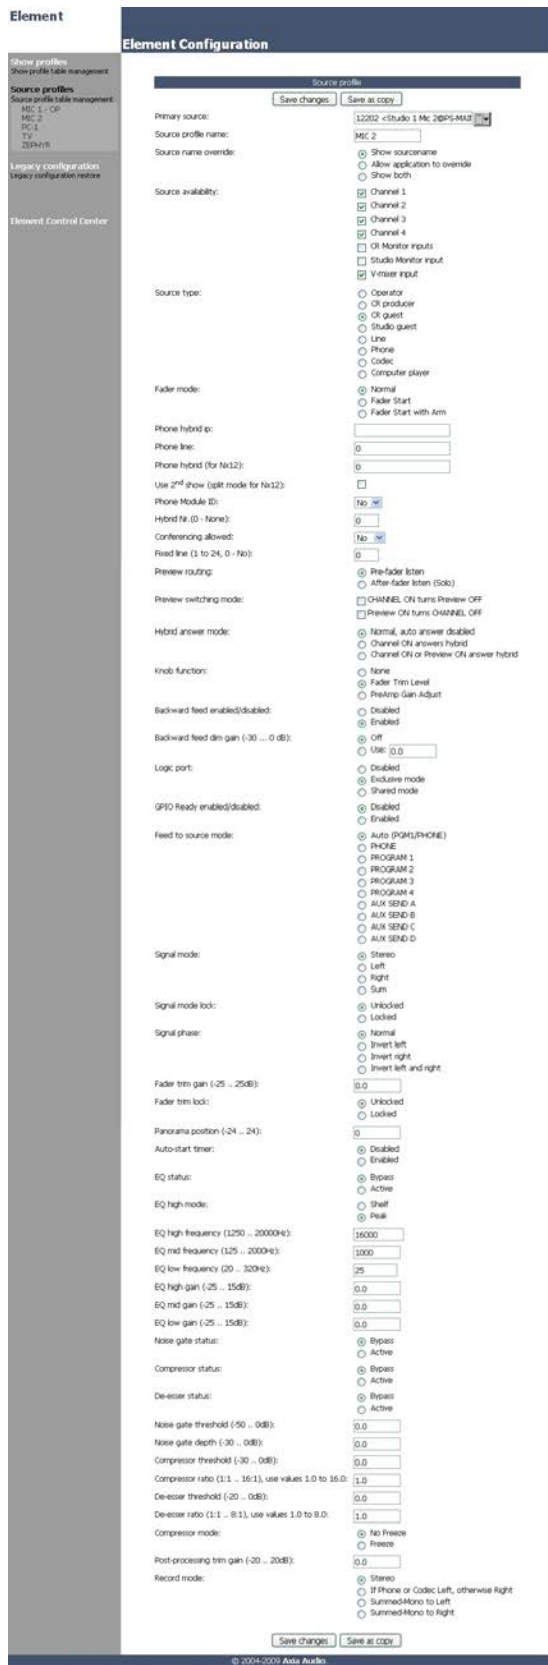 Element
Element Configuration
Show profiles
Show profile table management
Source profiles
Source profile table management
MIC 1 - OP
MIC 2
PC-1
TV
ZEPHYR
Legacy configuration
Legacy configuration restore
Element Control Center
Source profile
Save changes Save as copy
Primary source: 12202 <Studio 1 Mic 2@PS-MAI
Source profile name: MIC 2
Source name override: Show sourcename
Allow application to override
Show both
Source availability: Channel 1
Channel 2
Channel 3
Channel 4
CR Monitor inputs
Studio Monitor input
V-mixer input
Source type: Operator
CR producer
CR guest
Studio guest
Line
Phone
Codec
Computer player
Fader mode: Normal
Fader Start
Fader Start with Arm
Phone hybrid ip:
Phone line: 0
Phone hybrid (for Nx12): 0
Use 2nd show (split mode for Nx12):
Phone Module ID: No
Hybrid Nr.(0 - None): 0
Conferencing allowed: No
Fixed line (1 to 24, 0 - No): 0
Preview routing: Pre-fader listen
After-fader listen (Solo)
Preview switching mode: CHANNEL ON turns Preview OFF
Preview ON turns CHANNEL OFF
Hybrid answer mode: Normal, auto answer disabled
Channel ON answers hybrid
Channel ON or Preview ON answer hybrid
Knob function: None
Fader Trim Level
PreAmp Gain Adjust
Backward feed enabled/disabled: Disabled
Enabled
Backward feed dim gain (-30 ... 0 dB): Off
Use: 0.0
Logic port: Disabled
Exclusive mode
Shared mode
GPIO Ready enabled/disabled: Disabled
Enabled
Feed to source mode: Auto (PGM1/PHONE)
PHONE
PROGRAM 1
PROGRAM 2
PROGRAM 3
PROGRAM 4
AUX SEND A
AUX SEND B
AUX SEND C
AUX SEND D
Signal mode: Stereo
Left
Right
Sum
Signal mode lock: Unlocked
Locked
Signal phase: Normal
Invert left
Invert right
Invert left and right
Fader trim gain (-25 .. 25dB): 0.0
Fader trim lock: Unlocked
Locked
Panorama position (-24 .. 24): 0
Auto-start timer: Disabled
Enabled
EQ status: Bypass
Active
EQ high mode: Shelf
Peak
EQ high frequency (1250 .. 20000Hz): 16000
EQ mid frequency (125 .. 2000Hz): 1000
EQ low frequency (20 .. 320Hz): 25
EQ high gain (-25 .. 15dB): 0.0
EQ mid gain (-25 .. 15dB): 0.0
EQ low gain (-25 .. 15dB): 0.0
Noise gate status: Bypass
Active
Compressor status: Bypass
Active
De-esser status: Bypass
Active
Noise gate threshold (-50 .. 0dB): 0.0
Noise gate depth (-30 .. 0dB): 0.0
Compressor threshold (-30 .. 0dB): 0.0
Compressor ratio (1:1 .. 16:1), use values 1.0 to 16.0: 1.0
De-esser threshold (-20 .. 0dB): 0.0
De-esser ratio (1:1 .. 8:1), use values 1.0 to 8.0: 1.0
Compressor mode: No Freeze
Freeze
Post-processing trim gain (-20 .. 20dB): 0.0
Record mode: Stereo
If Phone or Codec Left, otherwise Right
Summed-Mono to Left
Summed-Mono to Right
Save changes Save as copy
© 2004-2009 Axia Audio.